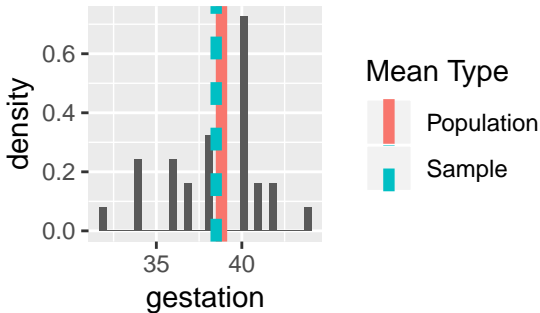 0.6
0.4
0.2
0.0
density
35 40
gestation
Mean Type
Population
Sample